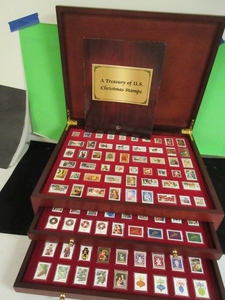 A Treasury of U.S.
Christmas Stamps